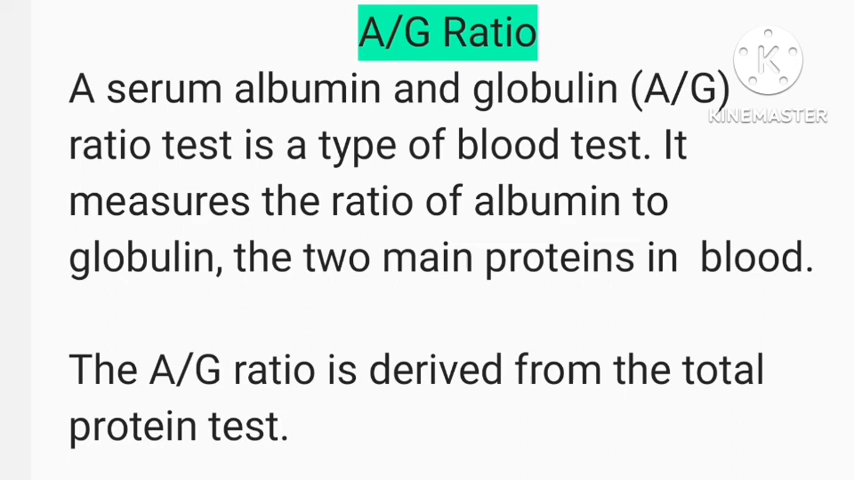 A/G Ratio
A serum albumin and globulin (A/G)
ratio test is a type of blood test. It
measures the ratio of albumin to
globulin, the two main proteins in  blood.
The A/G ratio is derived from the total
protein test.
K
KINEMASTER